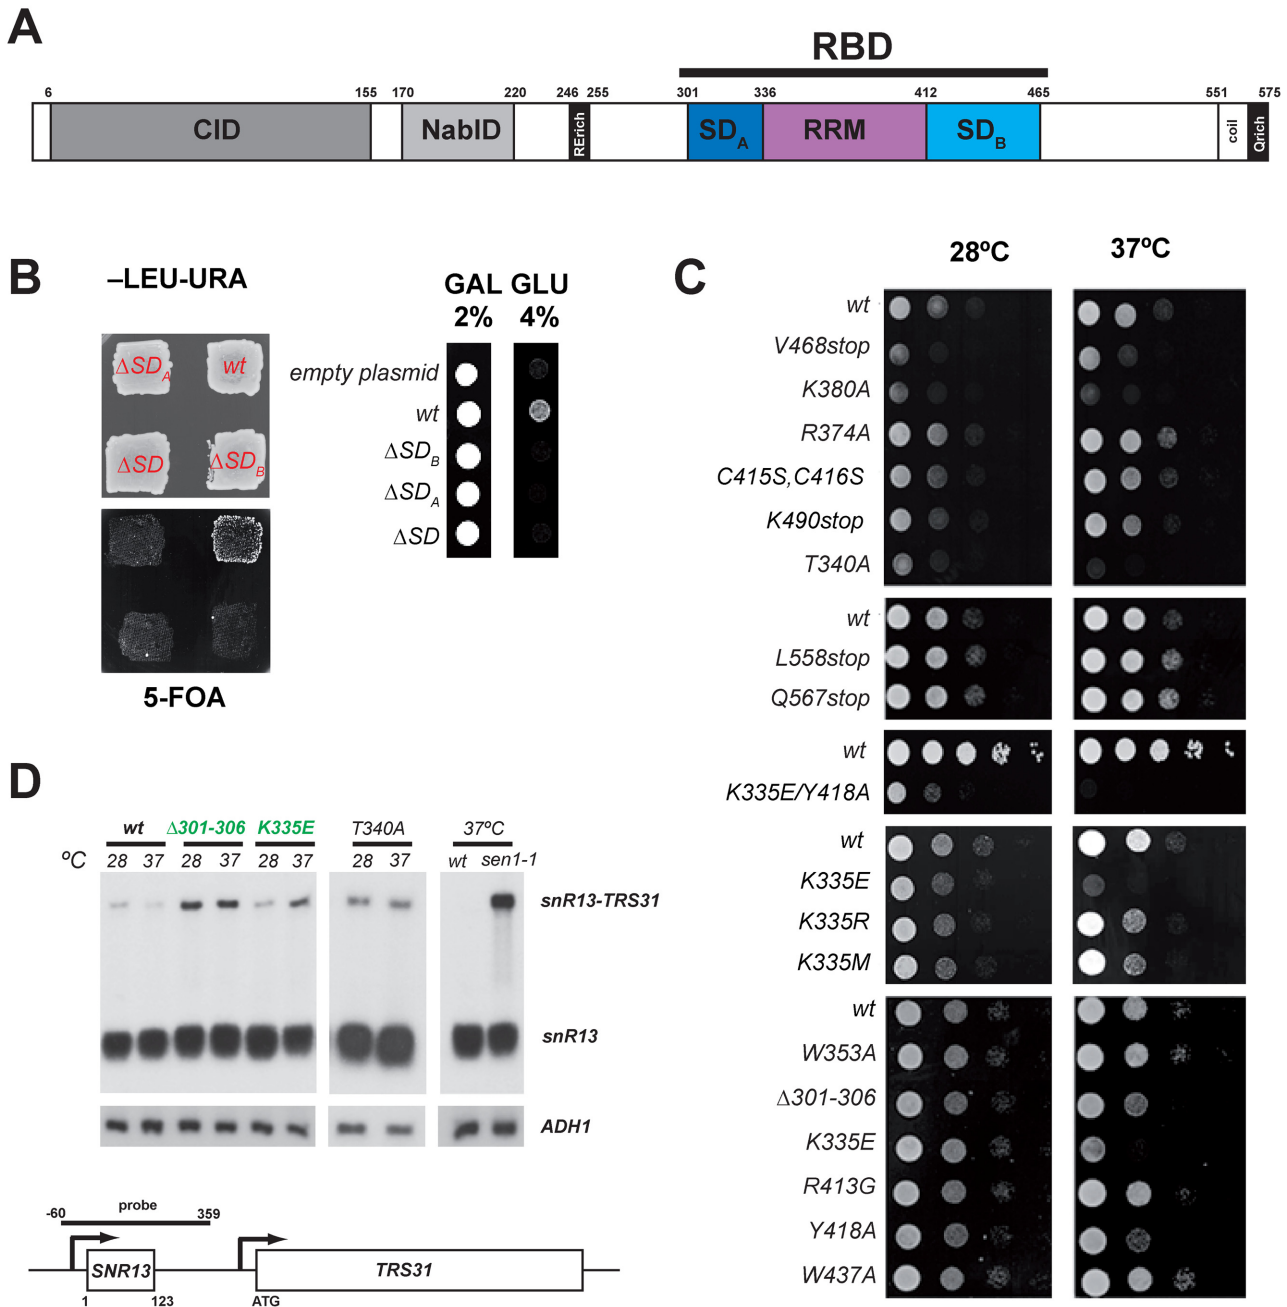 A
RBD
6 155 170 220 246 255 301 336 412 465 551 575
CID NabID RErich SDA RRM SDB coil Qrich
B
–LEU-URA
ΔSDA wt
ΔSD ΔSDB
5-FOA
GAL GLU
2% 4%
empty plasmid
wt
ΔSDB
ΔSDA
ΔSD
C
28ºC 37ºC
wt
V468stop
K380A
R374A
C415S,C416S
K490stop
T340A
wt
L558stop
Q567stop
wt
K335E/Y418A
wt
K335E
K335R
K335M
wt
W353A
Δ301-306
K335E
R413G
Y418A
W437A
D
wt Δ301-306 K335E T340A 37ºC
ºC 28 37 28 37 28 37 28 37 wt sen1-1
snR13-TRS31
snR13
ADH1
probe
-60 359
SNR13 TRS31
1 123 ATG